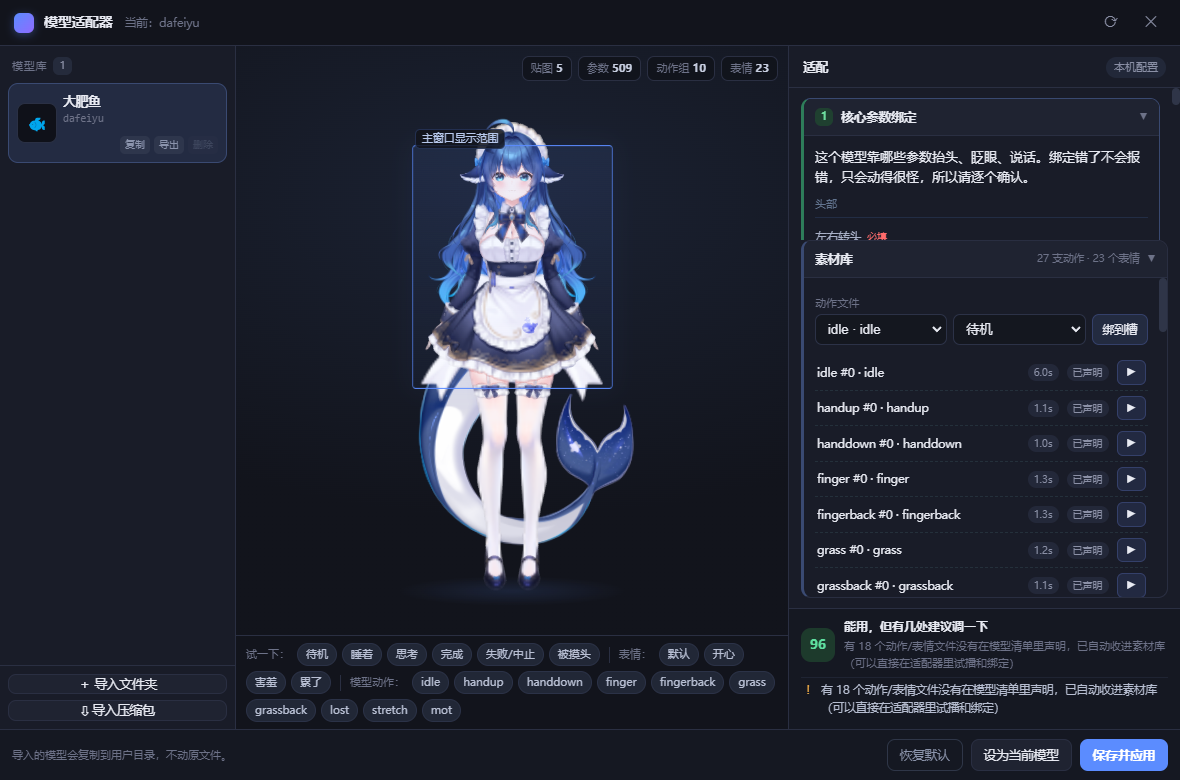 模型适配器 当前: dafeiyu
模型库 1
大肥鱼
dafeiyu
复制 导出 删除
+ 导入文件夹
⇩ 导入压缩包
贴图 5 参数 509 动作组 10 表情 23
主窗口显示范围
试一下: 待机 睡着 思考 完成 失败/中止 被摸头 表情: 默认 开心
害羞 累了 模型动作: idle handup handdown finger fingerback grass
grassback lost stretch mot
适配 本机配置
1 核心参数绑定 ▼
这个模型靠哪些参数抬头、眨眼、说话。绑定错了不会报
错，只会动得很怪，所以请逐个确认。
头部
左右转头 必填
素材库 27 支动作 · 23 个表情 ▼
动作文件
idle · idle 待机 绑到槽
idle #0 · idle 6.0s 已声明 ▶
handup #0 · handup 1.1s 已声明 ▶
handdown #0 · handdown 1.0s 已声明 ▶
finger #0 · finger 1.3s 已声明 ▶
fingerback #0 · fingerback 1.3s 已声明 ▶
grass #0 · grass 1.2s 已声明 ▶
grassback #0 · grassback 1.1s 已声明 ▶
96 能用，但有几处建议调一下
有 18 个动作/表情文件没有在模型清单里声明，已自动收进素材库
（可以直接在适配器里试播和绑定）
! 有 18 个动作/表情文件没有在模型清单里声明，已自动收进素材库
（可以直接在适配器里试播和绑定）
导入的模型会复制到用户目录，不动原文件。
恢复默认 设为当前模型 保存并应用